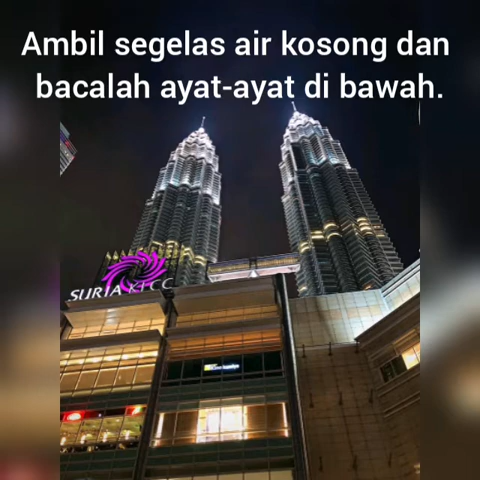 Ambil segelas air kosong dan
bacalah ayat-ayat di bawah.
SURIA KLCC